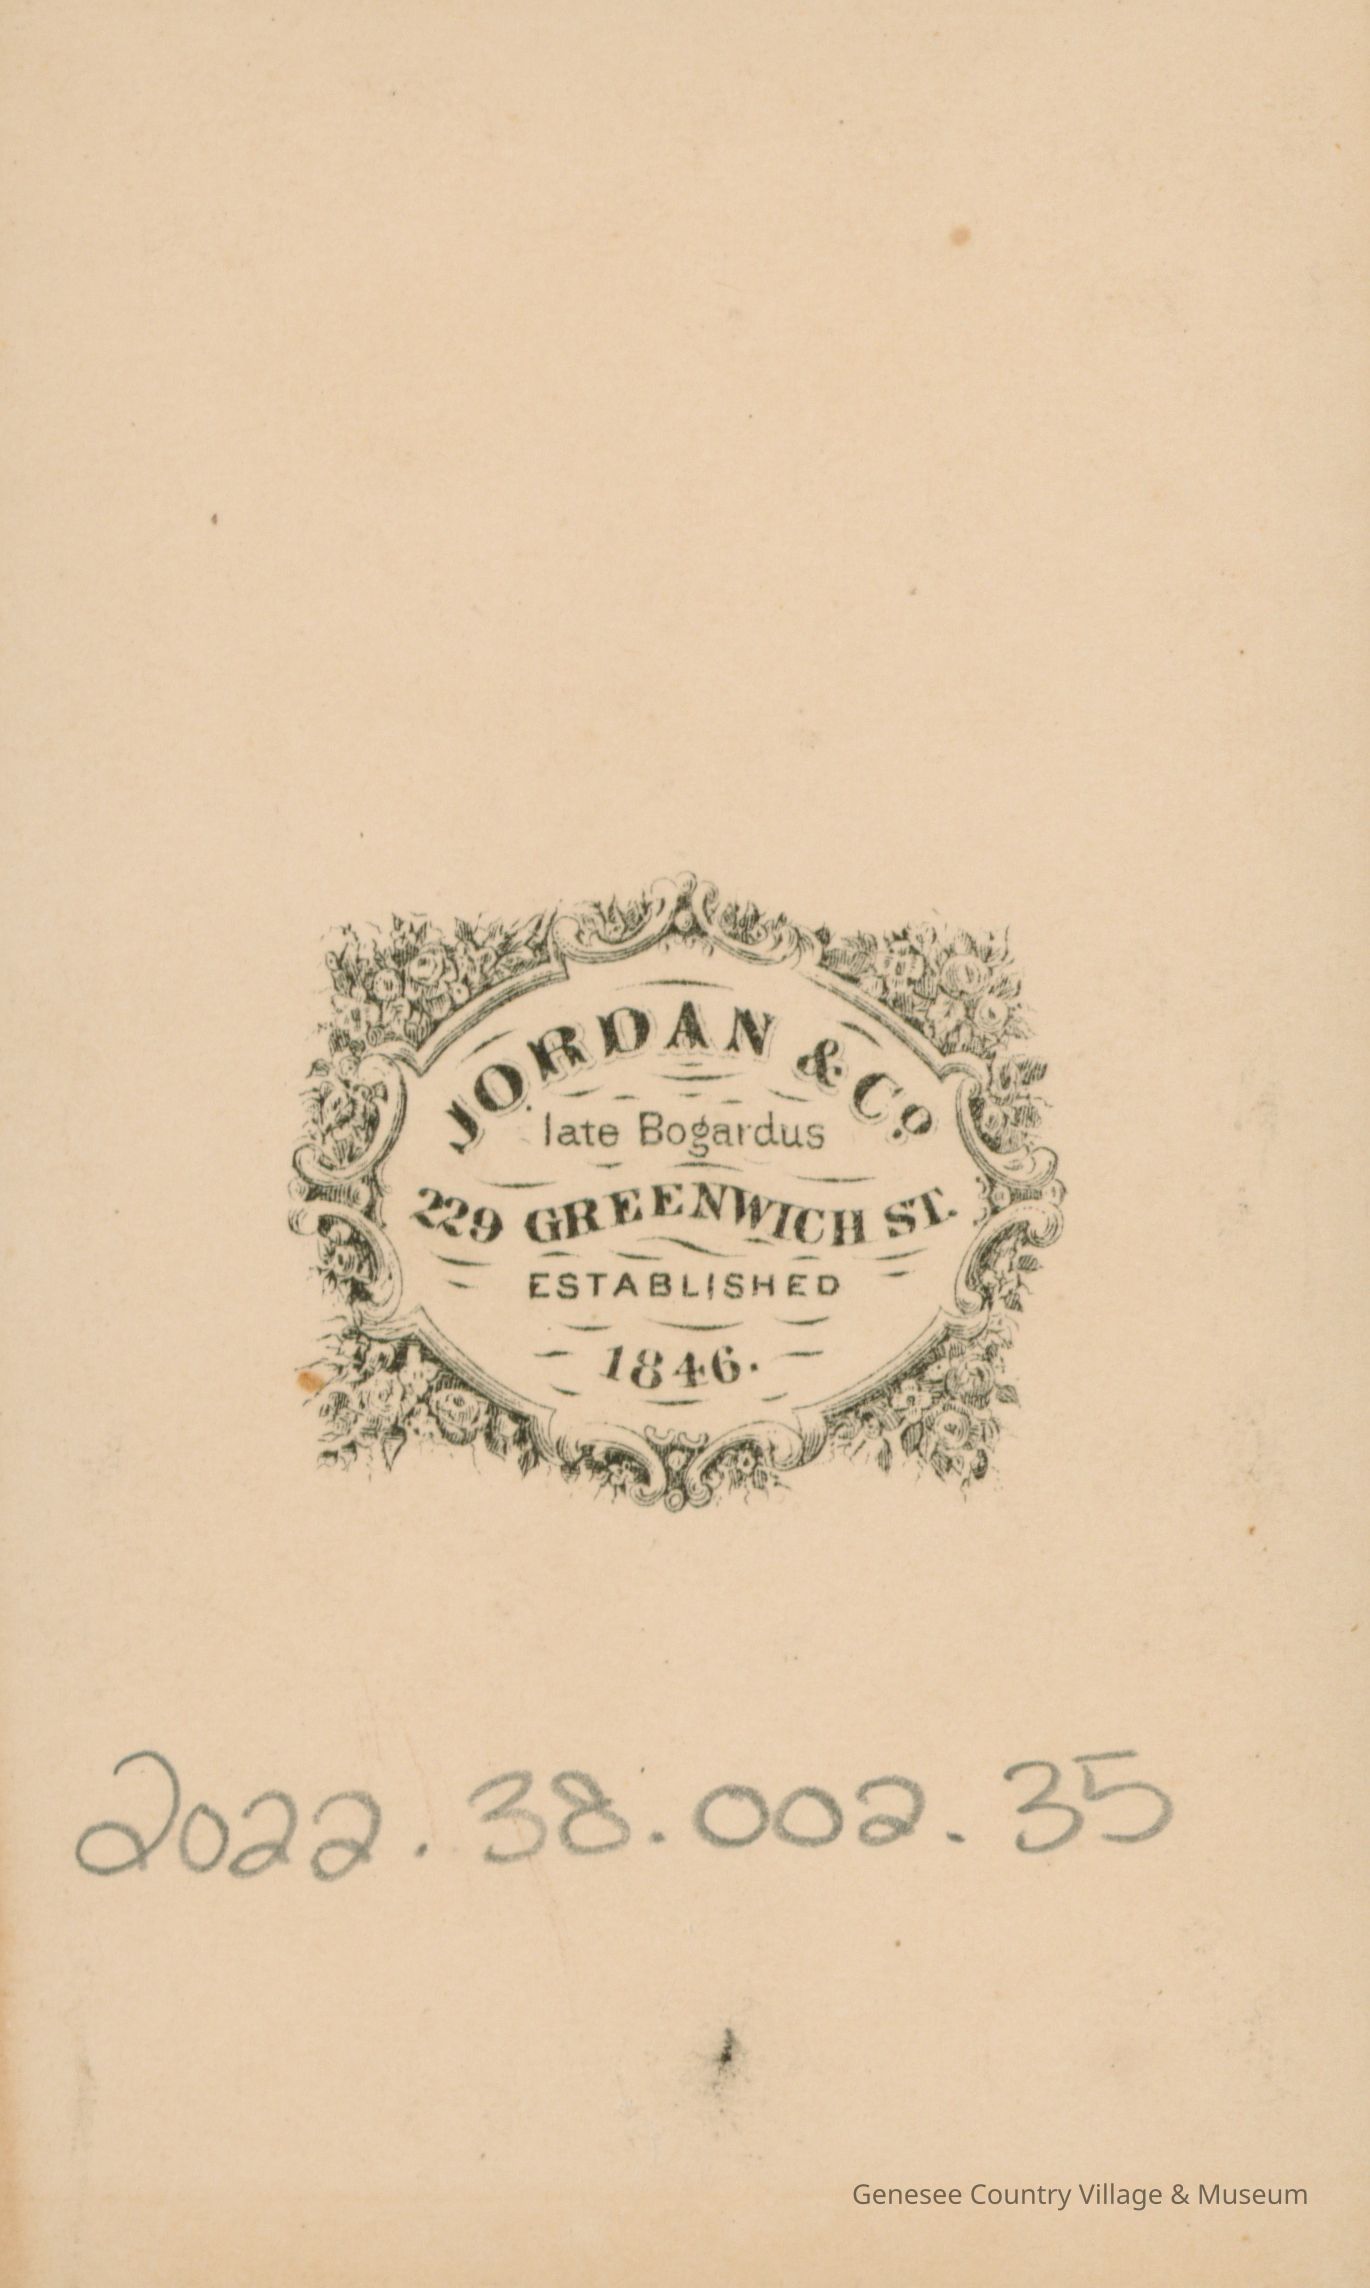 JORDAN & Co.
late Bogardus
229 GREENWICH ST.
ESTABLISHED
1846.
2022.38.002.35
Genesee Country Village & Museum